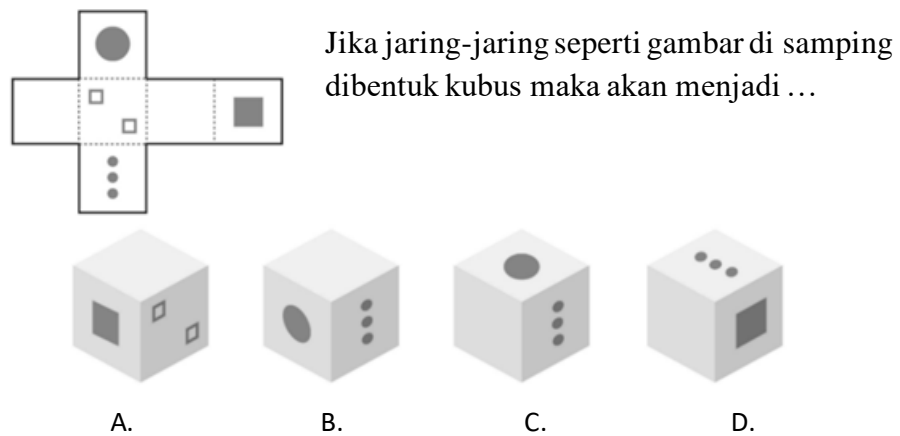 Jika jaring-jaring seperti gambar di samping
dibentuk kubus maka akan menjadi …
A. B. C. D.